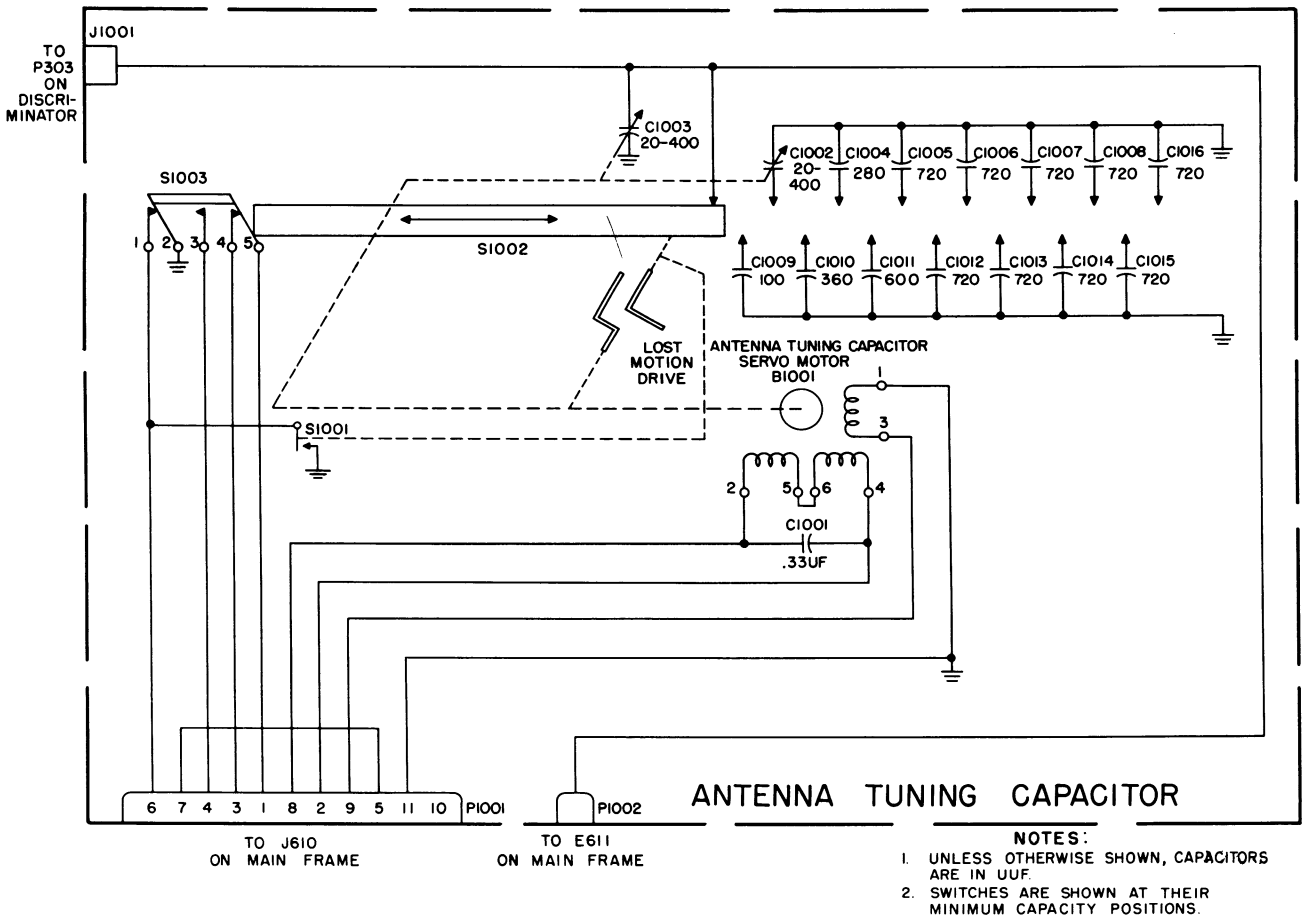 J1001
TO
P303
ON
DISCRI-
MINATOR
C1003
20-400
C1002
20-
400
C1004
280
C1005
720
C1006
720
C1007
720
C1008
720
C1016
720
S1003
1 2 3 4 5
S1002
C1009
100
C1010
360
C1011
600
C1012
720
C1013
720
C1014
720
C1015
720
LOST
MOTION
DRIVE
ANTENNA TUNING CAPACITOR
SERVO MOTOR
B1001
1
3
S1001
2 5 6 4
C1001
.33UF
6 7 4 3 1 8 2 9 5 11 10 P1001
P1002
ANTENNA TUNING CAPACITOR
TO J610
ON MAIN FRAME
TO E611
ON MAIN FRAME
NOTES:
1. UNLESS OTHERWISE SHOWN, CAPACITORS
ARE IN UUF.
2. SWITCHES ARE SHOWN AT THEIR
MINIMUM CAPACITY POSITIONS.